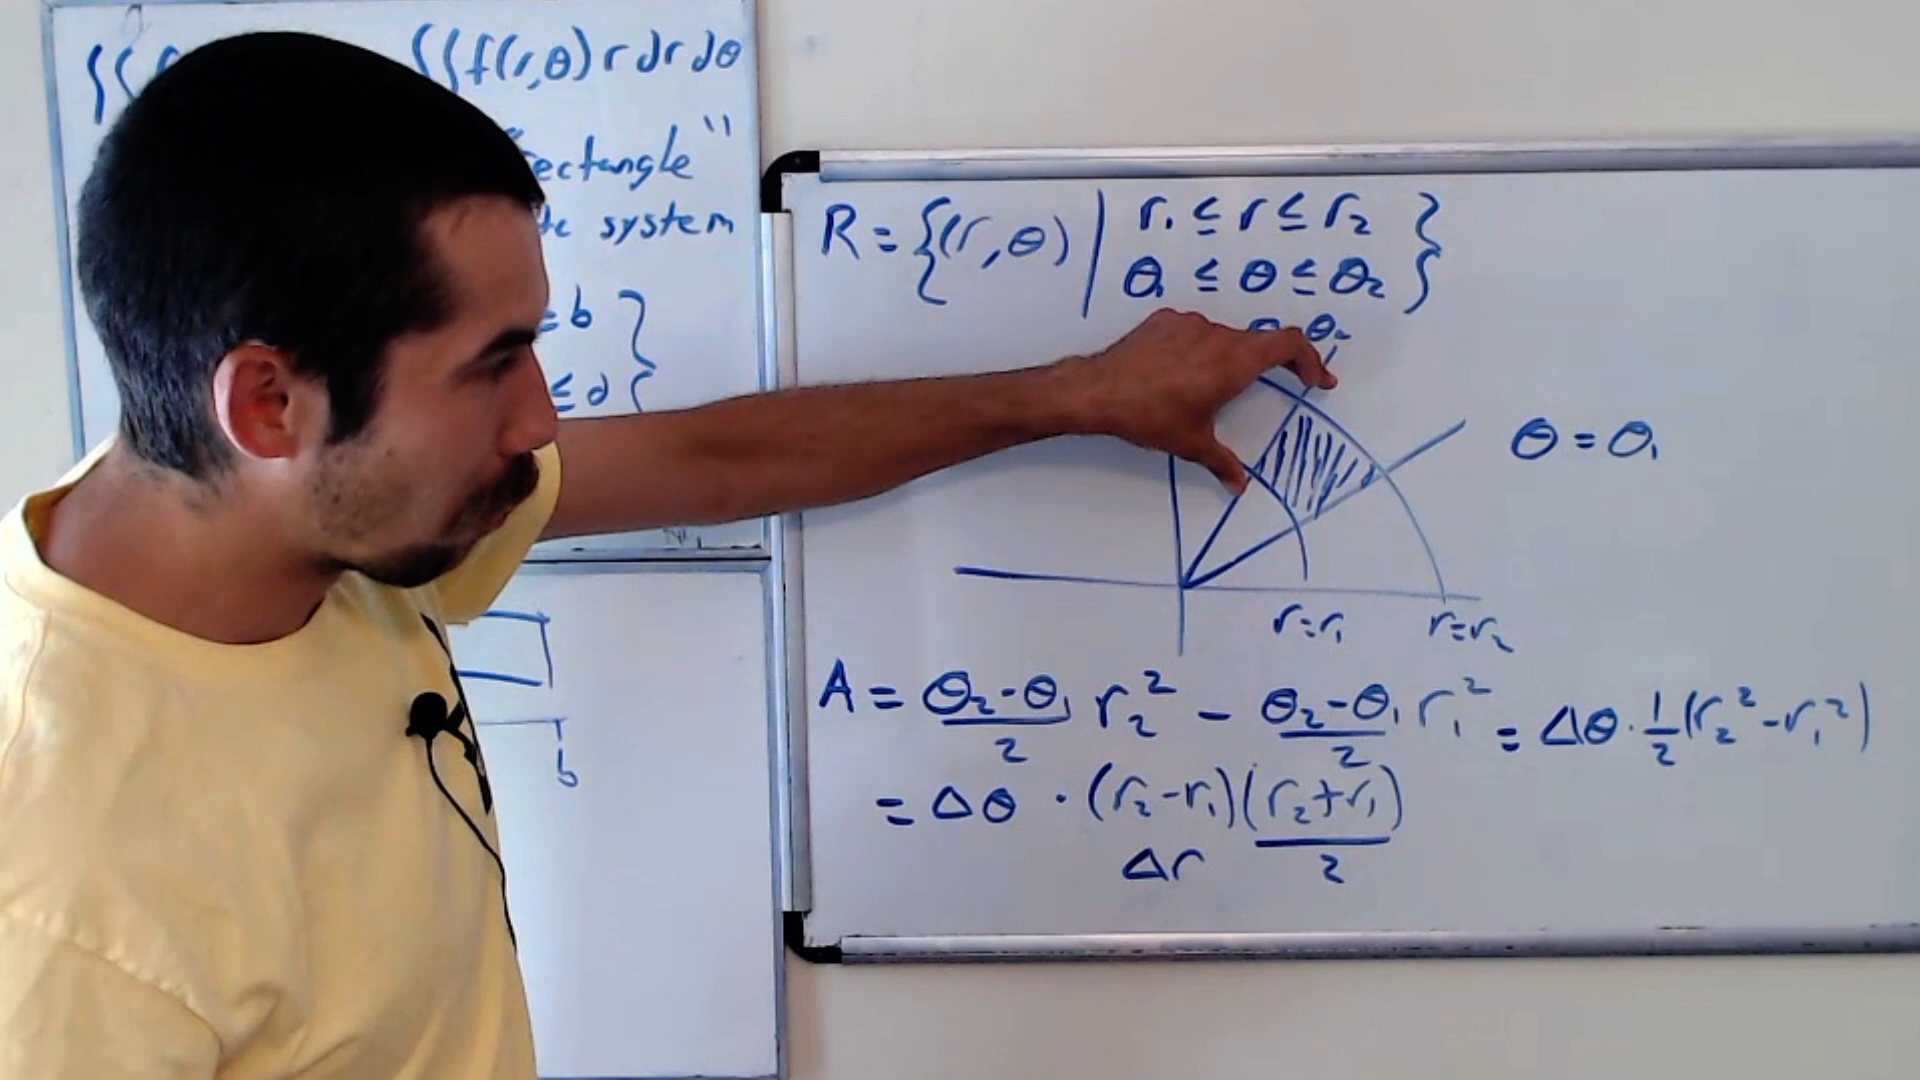 ∫∫f(r,θ) r dr dθ
system
R = {(r,θ) | r₁ ≤ r ≤ r₂
θ₁ ≤ θ ≤ θ₂ }
θ₂
θ = θ₁
r=r₁ r=r₂
b
A = (θ₂-θ₁)/2 r₂² - (θ₂-θ₁)/2 r₁² = Δθ · 1/2 (r₂²-r₁²)
= Δθ · (r₂-r₁)(r₂+r₁)/2
Δr